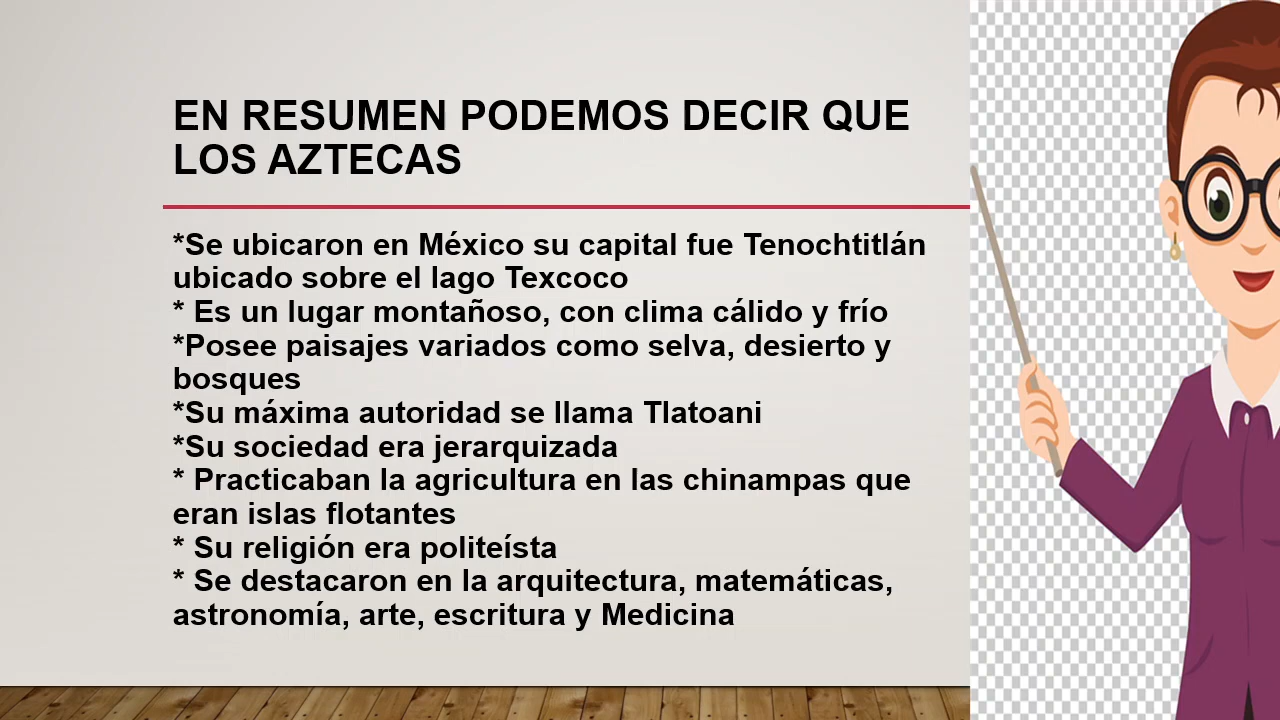 EN RESUMEN PODEMOS DECIR QUE
LOS AZTECAS
*Se ubicaron en México su capital fue Tenochtitlán
ubicado sobre el lago Texcoco
* Es un lugar montañoso, con clima cálido y frío
*Posee paisajes variados como selva, desierto y
bosques
*Su máxima autoridad se llama Tlatoani
*Su sociedad era jerarquizada
* Practicaban la agricultura en las chinampas que
eran islas flotantes
* Su religión era politeísta
* Se destacaron en la arquitectura, matemáticas,
astronomía, arte, escritura y Medicina